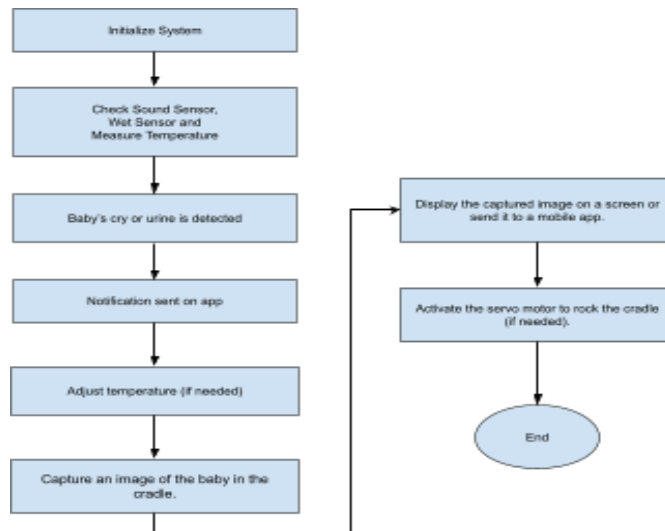 Initialize System
Check Sound Sensor,
Wet Sensor and
Measure Temperature
Baby's cry or urine is detected
Notification sent on app
Adjust temperature (if needed)
Capture an image of the baby in the
cradle.
Display the captured image on a screen or
send it to a mobile app.
Activate the servo motor to rock the cradle
(if needed).
End